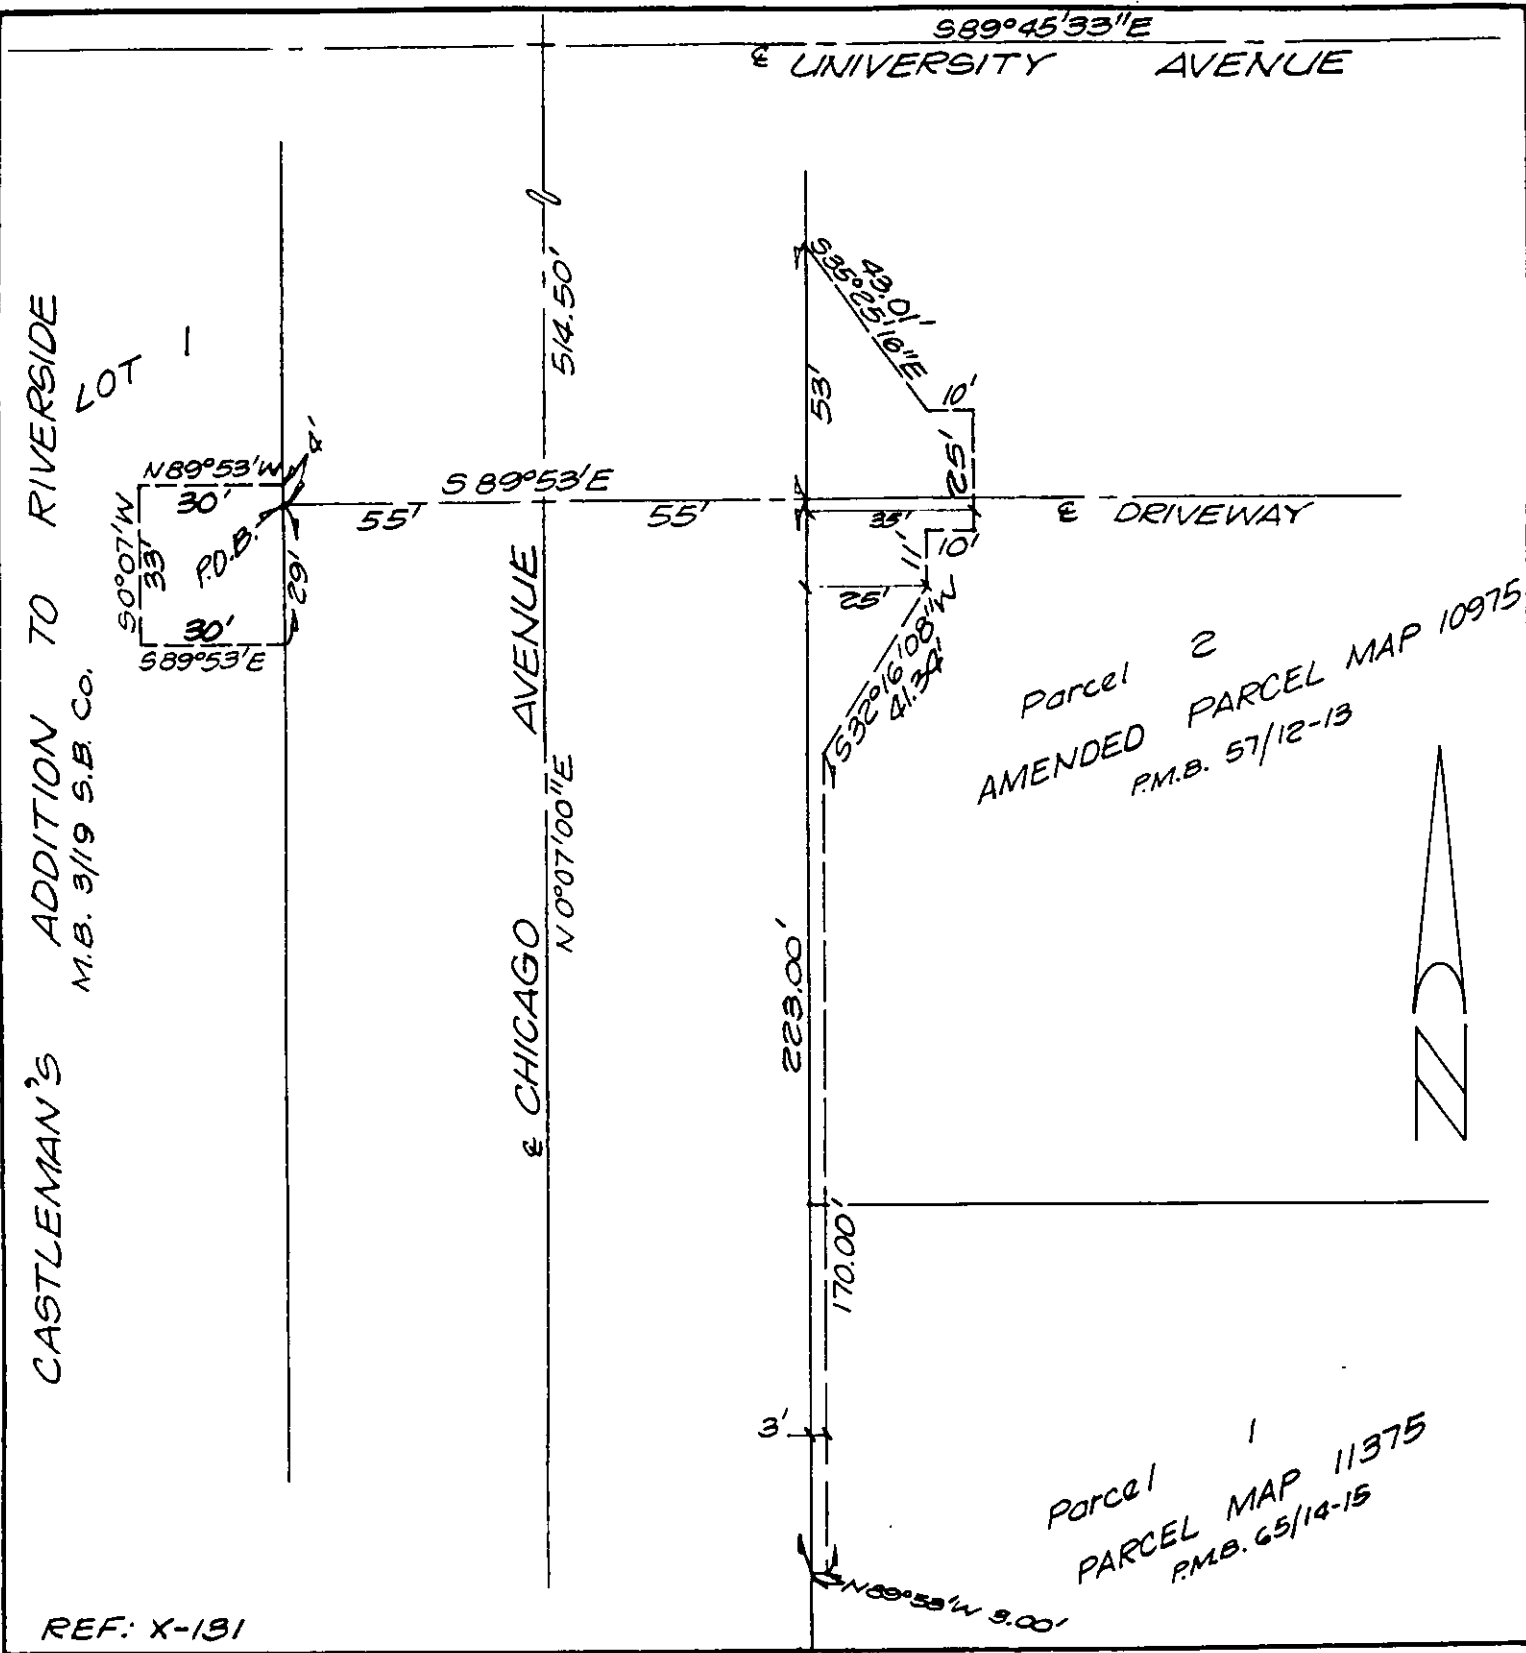 S89°45'33"E
℄ UNIVERSITY AVENUE
514.50'
S35°25'16"E
43.01'
53'
10'
25'
LOT 1
4'
N89°53'W
30'
S0°07'W
33'
P.O.B.
29'
30'
S89°53'E
S89°53'E
55'
55'
35'
℄ DRIVEWAY
11'
10'
25'
S32°16'08"W
41.34'
CASTLEMAN'S ADDITION TO RIVERSIDE
M.B. 3/19 S.B. Co.
℄ CHICAGO AVENUE
N0°07'00"E
Parcel 2
AMENDED PARCEL MAP 10975
P.M.B. 57/12-13
223.00'
N
170.00'
3'
Parcel 1
PARCEL MAP 11375
P.M.B. 65/14-15
N89°53'W 3.00'
REF: X-131